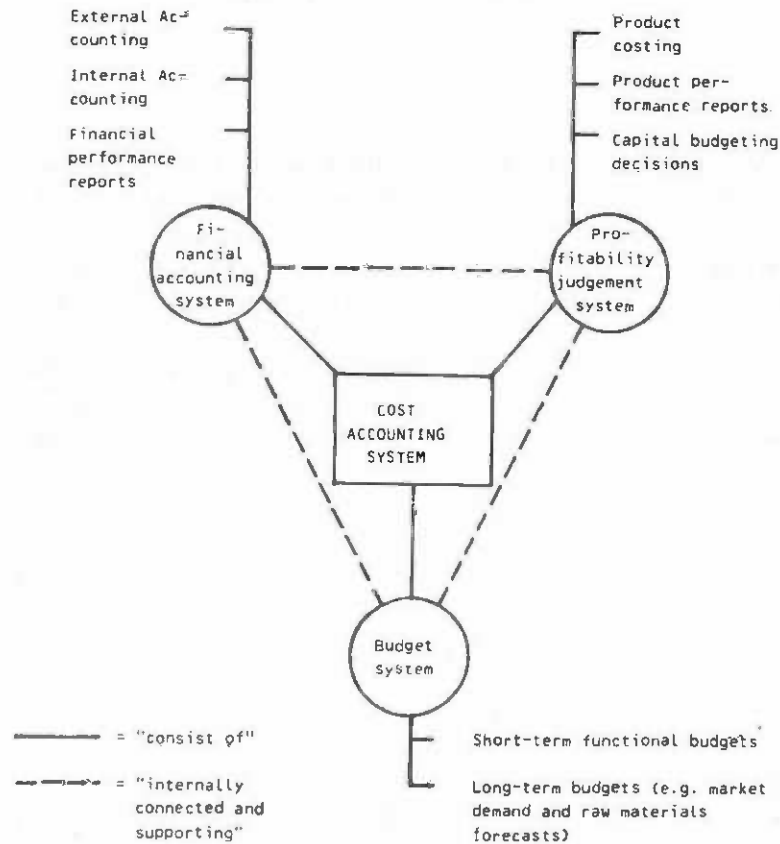 External Ac-
counting
Internal Ac-
counting
Financial
performance
reports
Product
costing
Product per-
formance reports
Capital budgeting
decisions
Fi-
nancial
accounting
system
Pro-
fitability
judgement
system
COST
ACCOUNTING
SYSTEM
Budget
system
= "consist of"
= "internally
connected and
supporting"
Short-term functional budgets
Long-term budgets (e.g. market
demand and raw materials
forecasts)